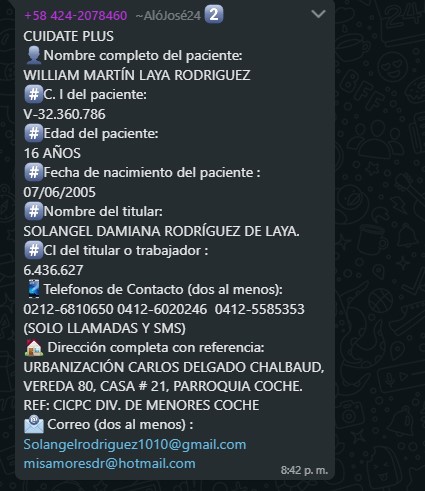 +58 424-2078460 ~AlóJosé24 2
CUIDATE PLUS
👤Nombre completo del paciente:
WILLIAM MARTÍN LAYA RODRIGUEZ
#️⃣C. I del paciente:
V-32.360.786
#️⃣Edad del paciente:
16 AÑOS
#️⃣Fecha de nacimiento del paciente :
07/06/2005
#️⃣Nombre del titular:
SOLANGEL DAMIANA RODRÍGUEZ DE LAYA.
#️⃣CI del titular o trabajador :
6.436.627
📱Telefonos de Contacto (dos al menos):
0212-6810650 0412-6020246  0412-5585353
(SOLO LLAMADAS Y SMS)
🏠 Dirección completa con referencia:
URBANIZACIÓN CARLOS DELGADO CHALBAUD,
VEREDA 80, CASA # 21, PARROQUIA COCHE.
REF: CICPC DIV. DE MENORES COCHE
📧 Correo (dos al menos) :
Solangelrodriguez1010@gmail.com
misamoresdr@hotmail.com
8:42 p. m.